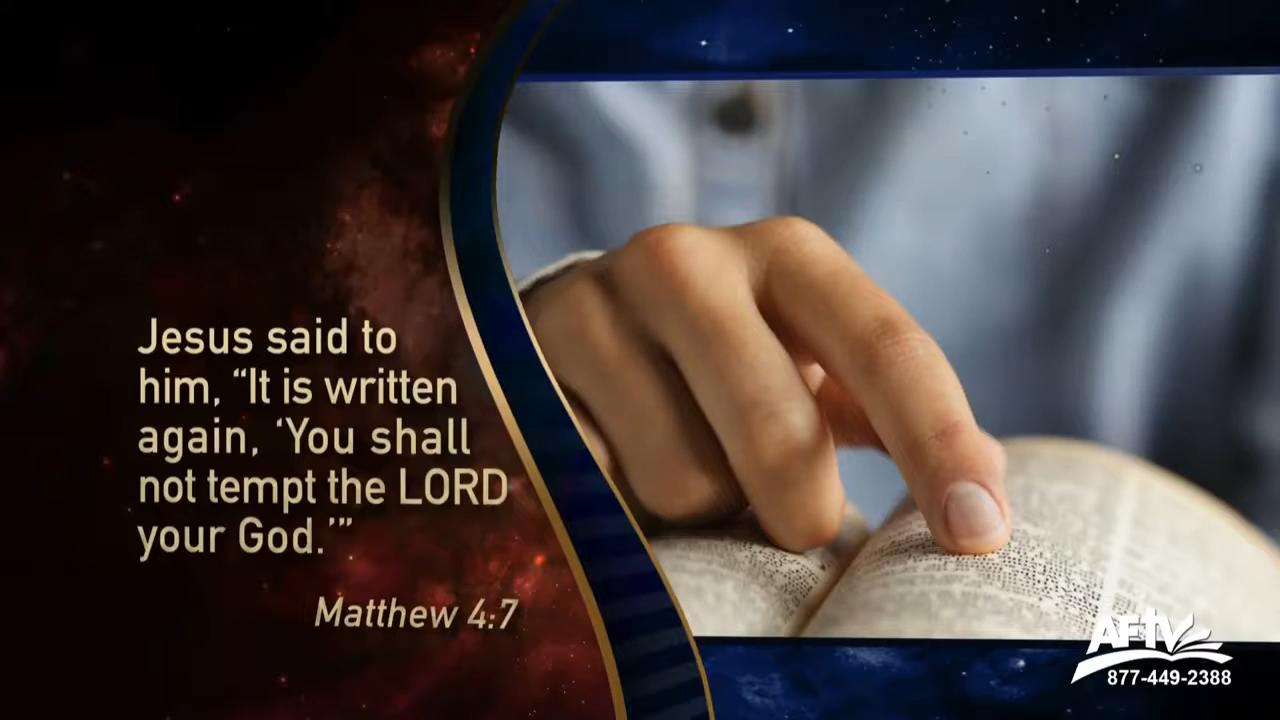 Jesus said to
him, “It is written
again, ‘You shall
not tempt the LORD
your God.’”
Matthew 4:7
AFTV
877-449-2388